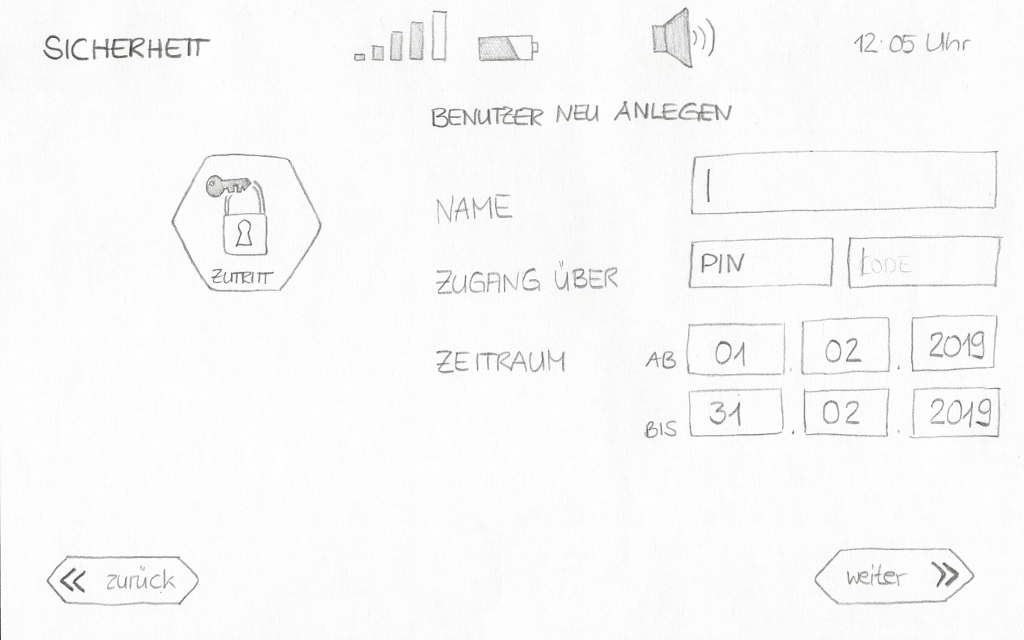 SICHERHEIT
12:05 Uhr
BENUTZER NEU ANLEGEN
NAME
ZUTRITT
ZUGANG ÜBER PIN CODE
ZEITRAUM AB 01 . 02 . 2019
BIS 31 . 02 . 2019
<< zurück
weiter >>